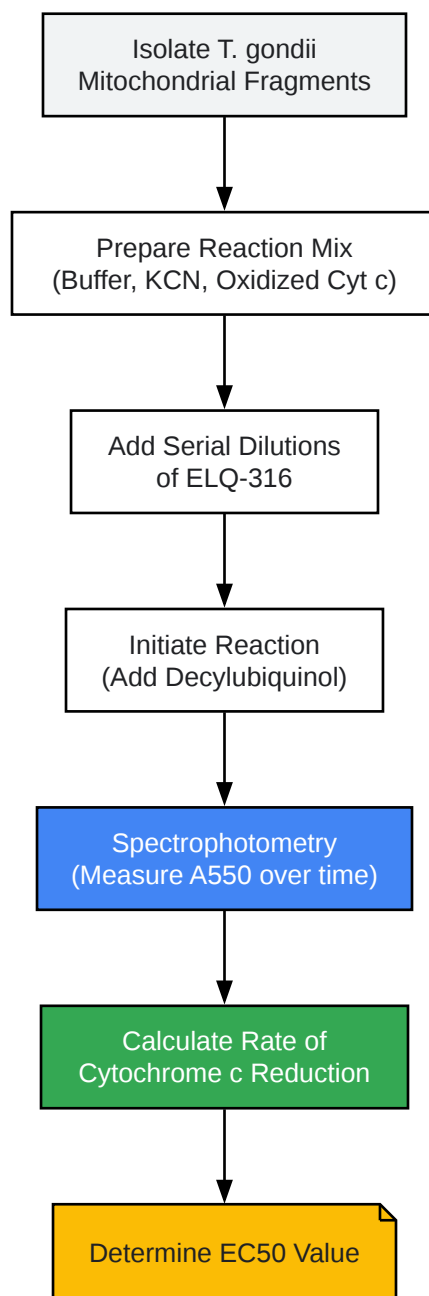 Isolate T. gondii
Mitochondrial Fragments
Prepare Reaction Mix
(Buffer, KCN, Oxidized Cyt c)
Add Serial Dilutions
of ELQ-316
Initiate Reaction
(Add Decylubiquinol)
Spectrophotometry
(Measure A550 over time)
Calculate Rate of
Cytochrome c Reduction
Determine EC50 Value